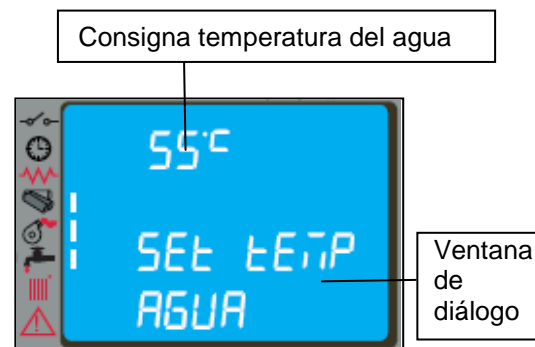 Consigna temperatura del agua
55°C
SET TEMP
AGUA
Ventana
de
diálogo